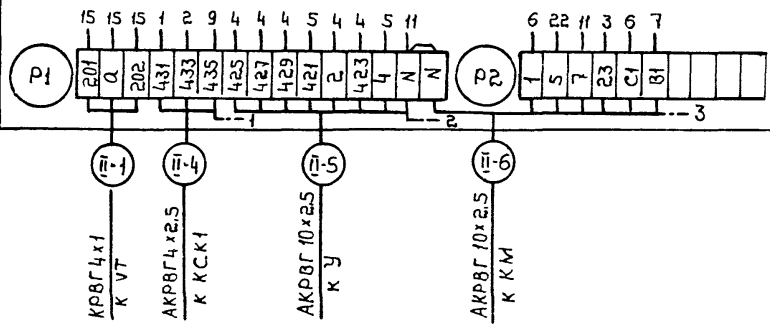 15 15 15 1 2 9 4 4 4 5 4 4 5 11
6 22 11 3 6 7
P1 201 a 202 431 433 435 425 427 429 421 2 423 4 N N
P2 1 5 7 23 C1 B1
1 2 3
II-1 II-4 II-5 II-6
КРВГ 4x1
к VT
АКРВГ 4x2.5
к КСК1
АКРВГ 10x2.5
к У
АКРВГ 10x2.5
к КМ